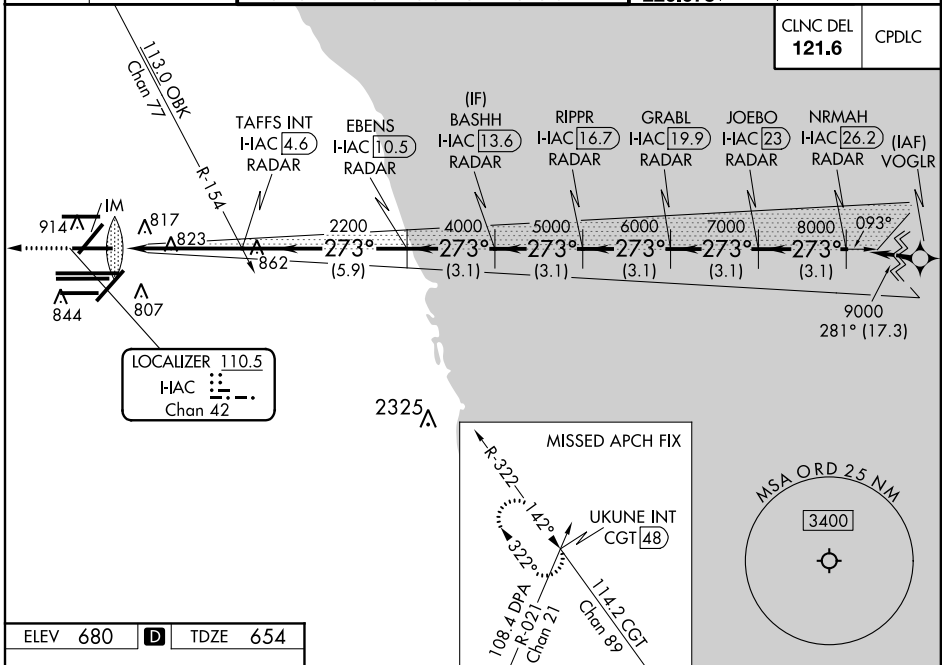 CLNC DEL
121.6
CPDLC
113.0 OBK
Chan 77
R-154
TAFFS INT
I-IAC 4.6
RADAR
EBENS
I-IAC 10.5
RADAR
(IF)
BASHH
I-IAC 13.6
RADAR
RIPPR
I-IAC 16.7
RADAR
GRABL
I-IAC 19.9
RADAR
JOEBO
I-IAC 23
RADAR
NRMAH
I-IAC 26.2
RADAR
(IAF)
VOGLR
IM
914
817
823
862
844
807
2200
273°
(5.9)
4000
273°
(3.1)
5000
273°
(3.1)
6000
273°
(3.1)
7000
273°
(3.1)
8000
273°
(3.1)
093°
9000
281° (17.3)
LOCALIZER 110.5
I-IAC
Chan 42
2325
MISSED APCH FIX
R-322
142°
322°
UKUNE INT
CGT 48
108.4 DPA
R-021
Chan 21
114.2 CGT
Chan 89
MSA ORD 25 NM
3400
ELEV 680 D TDZE 654